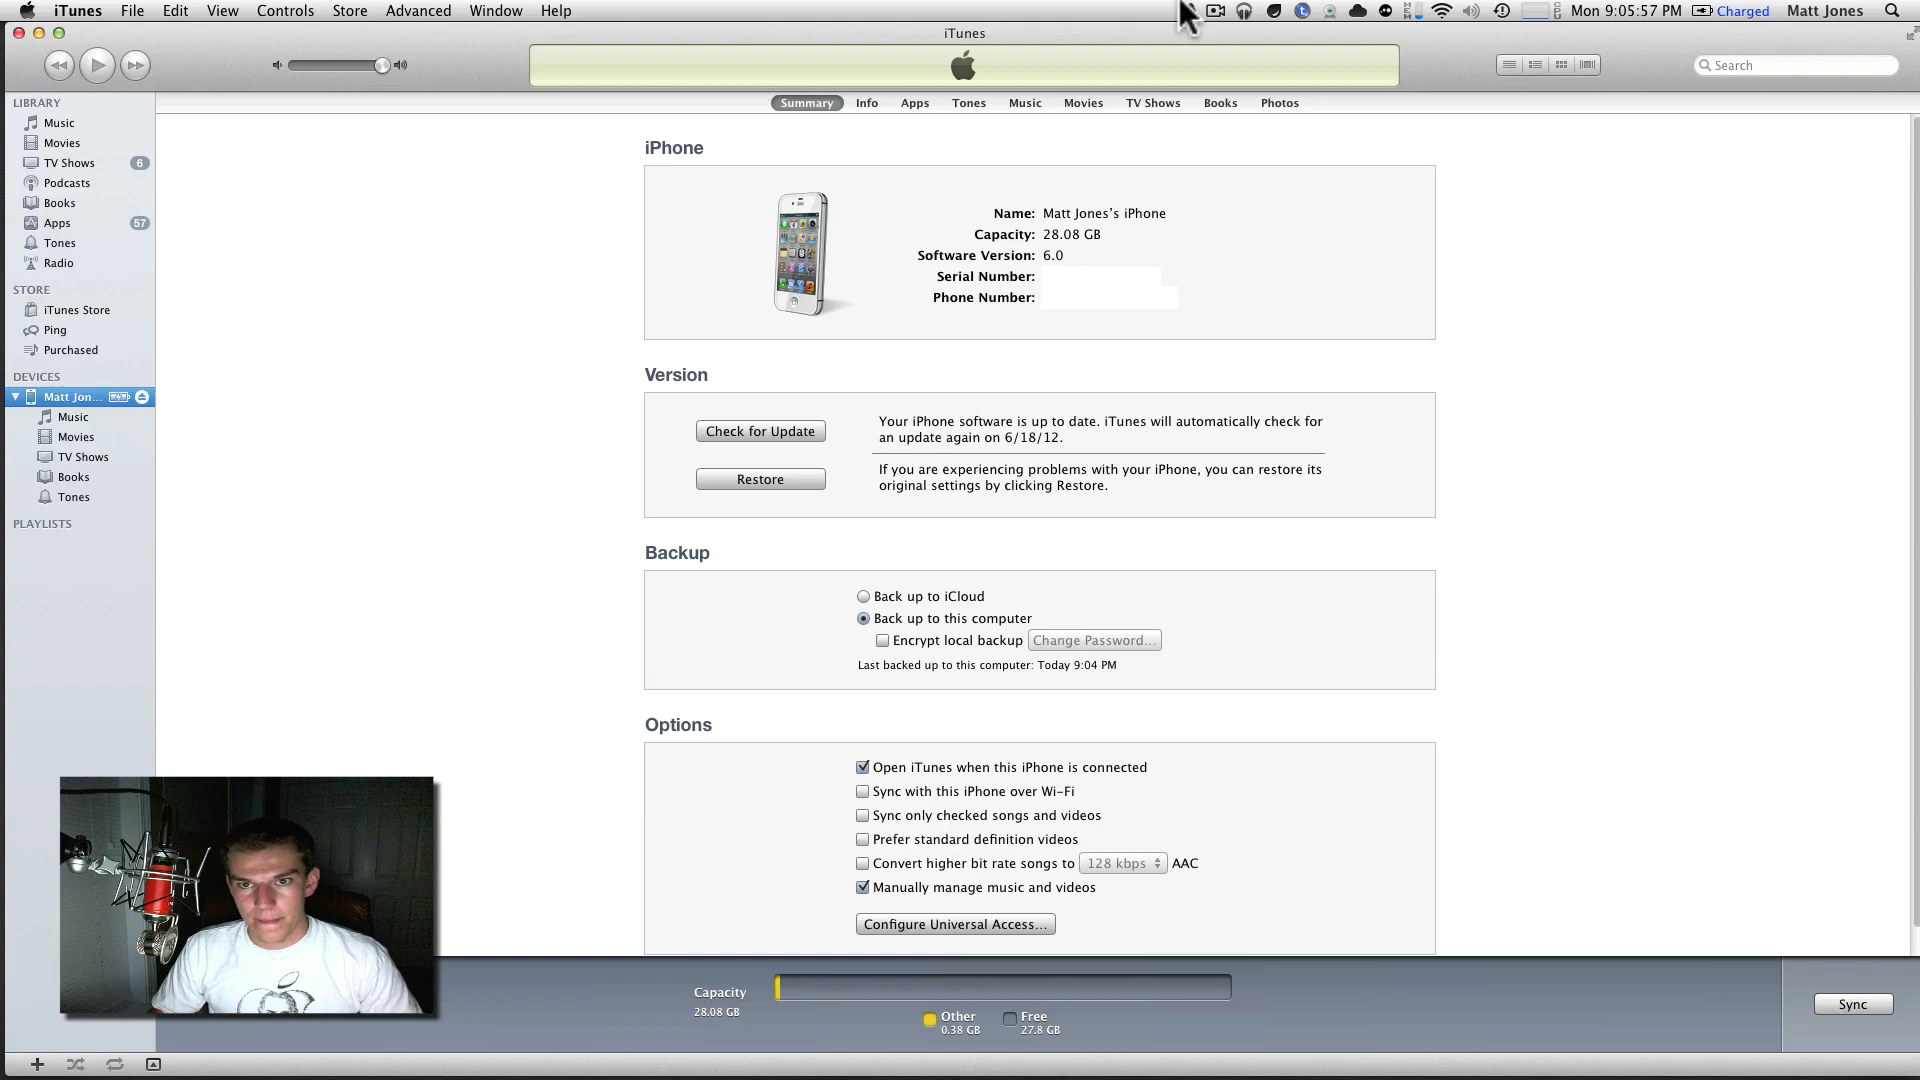 iTunes File Edit View Controls Store Advanced Window Help
Mon 9:05:57 PM Charged Matt Jones
iTunes
Search
Summary Info Apps Tones Music Movies TV Shows Books Photos
LIBRARY
Music
Movies
TV Shows 6
Podcasts
Books
Apps 57
Tones
Radio
STORE
iTunes Store
Ping
Purchased
DEVICES
Matt Jon...
Music
Movies
TV Shows
Books
Tones
PLAYLISTS
iPhone
Name: Matt Jones's iPhone
Capacity: 28.08 GB
Software Version: 6.0
Serial Number:
Phone Number:
Version
Check for Update
Your iPhone software is up to date. iTunes will automatically check for
an update again on 6/18/12.
Restore
If you are experiencing problems with your iPhone, you can restore its
original settings by clicking Restore.
Backup
Back up to iCloud
Back up to this computer
Encrypt local backup Change Password...
Last backed up to this computer: Today 9:04 PM
Options
Open iTunes when this iPhone is connected
Sync with this iPhone over Wi-Fi
Sync only checked songs and videos
Prefer standard definition videos
Convert higher bit rate songs to 128 kbps AAC
Manually manage music and videos
Configure Universal Access...
Capacity
28.08 GB
Other
0.38 GB
Free
27.8 GB
Sync